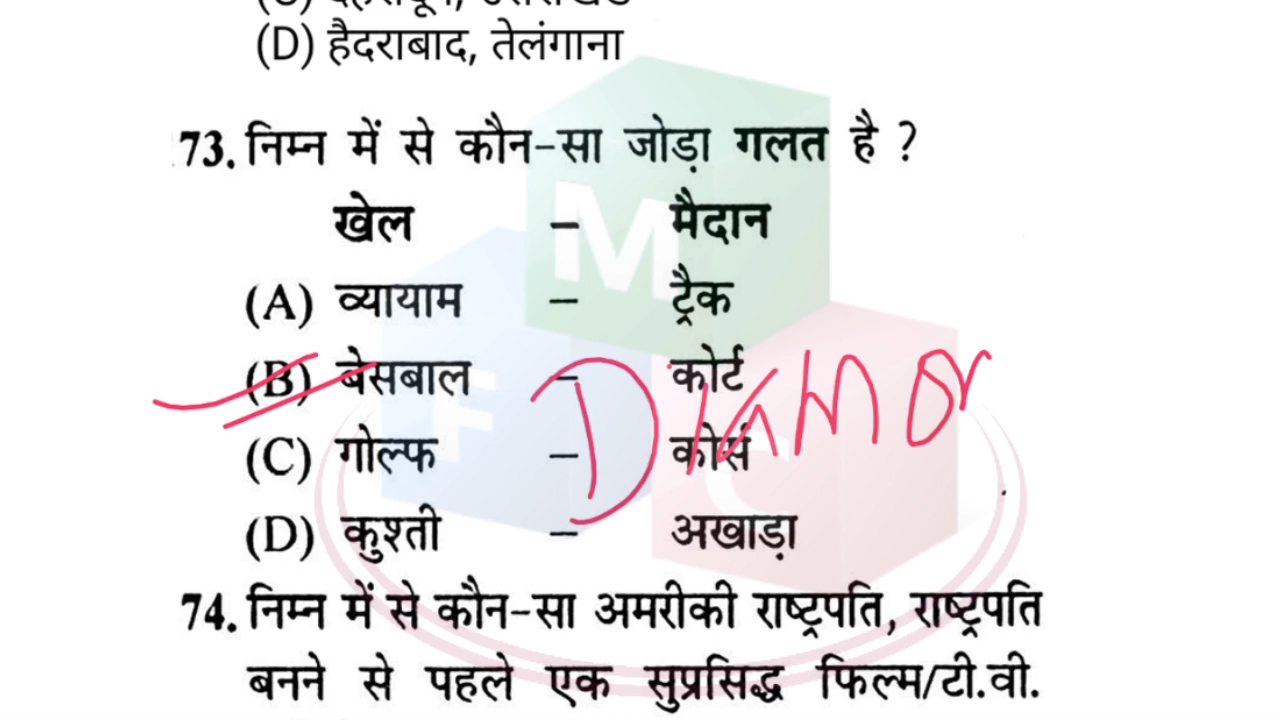 (D) हैदराबाद, तेलंगाना
73. निम्न में से कौन-सा जोड़ा गलत है ?
खेल – मैदान
(A) व्यायाम – ट्रैक
(B) बेसबाल – कोर्ट
(C) गोल्फ – कोर्स
(D) कुश्ती – अखाड़ा
74. निम्न में से कौन-सा अमरीकी राष्ट्रपति, राष्ट्रपति
बनने से पहले एक सुप्रसिद्ध फिल्म/टी.वी.
M
F
C